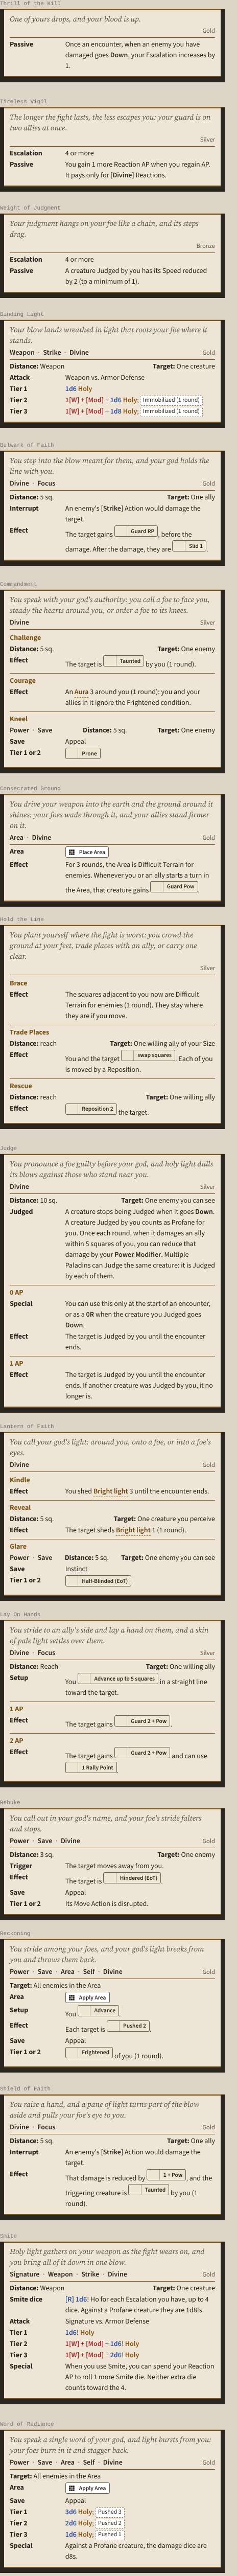 Thrill of the Kill
One of yours drops, and your blood is up.
Gold
Passive Once an encounter, when an enemy you have
damaged goes Down, your Escalation increases by
1.
Tireless Vigil
The longer the fight lasts, the less escapes you: your guard is on
two allies at once.
Silver
Escalation 4 or more
Passive You gain 1 more Reaction AP when you regain AP.
It pays only for [Divine] Reactions.
Weight of Judgment
Your judgment hangs on your foe like a chain, and its steps
drag.
Bronze
Escalation 4 or more
Passive A creature Judged by you has its Speed reduced
by 2 (to a minimum of 1).
Binding Light
Your blow lands wreathed in light that roots your foe where it
stands.
Weapon · Strike · Divine Gold
Distance: Weapon Target: One creature
Attack Weapon vs. Armor Defense
Tier 1 1d6 Holy
Tier 2 1[W] + [Mod] + 1d6 Holy; Immobilized (1 round)
Tier 3 1[W] + [Mod] + 1d8 Holy; Immobilized (1 round)
Bulwark of Faith
You step into the blow meant for them, and your god holds the
line with you.
Divine · Focus Gold
Distance: 5 sq. Target: One ally
Interrupt An enemy's [Strike] Action would damage the
target.
Effect The target gains Guard RP, before the
damage. After the damage, they are Slid 1.
Commandment
You speak with your god's authority: you call a foe to face you,
steady the hearts around you, or order a foe to its knees.
Divine Silver
Challenge
Distance: 5 sq. Target: One enemy
Effect The target is Taunted by you (1 round).
Courage
Effect An Aura 3 around you (1 round): you and your
allies in it ignore the Frightened condition.
Kneel
Power · Save Distance: 5 sq. Target: One enemy
Save Appeal
Tier 1 or 2 Prone
Consecrated Ground
You drive your weapon into the earth and the ground around it
shines: your foes wade through it, and your allies stand firmer
on it.
Area · Divine Gold
Area Place Area
Effect For 3 rounds, the Area is Difficult Terrain for
enemies. Whenever you or an ally starts a turn in
the Area, that creature gains Guard Pow.
Hold the Line
You plant yourself where the fight is worst: you crowd the
ground at your feet, trade places with an ally, or carry one
clear.
Silver
Brace
Effect The squares adjacent to you now are Difficult
Terrain for enemies (1 round). They stay where
they are if you move.
Trade Places
Distance: reach Target: One willing ally of your Size
Effect You and the target swap squares. Each of you
is moved by a Reposition.
Rescue
Distance: reach Target: One willing ally
Effect Reposition 2 the target.
Judge
You pronounce a foe guilty before your god, and holy light dulls
its blows against those who stand near you.
Divine Silver
Distance: 10 sq. Target: One enemy you can see
Judged A creature stops being Judged when it goes Down.
A creature Judged by you counts as Profane for
you. Once each round, when it damages an ally
within 5 squares of you, you can reduce that
damage by your Power Modifier. Multiple
Paladins can Judge the same creature: it is Judged
by each of them.
0 AP
Special You can use this only at the start of an encounter,
or as a 0R when the creature you Judged goes
Down.
Effect The target is Judged by you until the encounter
ends.
1 AP
Effect The target is Judged by you until the encounter
ends. If another creature was Judged by you, it no
longer is.
Lantern of Faith
You call your god's light: around you, onto a foe, or into a foe's
eyes.
Divine Gold
Kindle
Effect You shed Bright light 3 until the encounter ends.
Reveal
Distance: 5 sq. Target: One creature you perceive
Effect The target sheds Bright light 1 (1 round).
Glare
Power · Save Distance: 5 sq. Target: One enemy you can see
Save Instinct
Tier 1 or 2 Half-Blinded (EoT)
Lay On Hands
You stride to an ally's side and lay a hand on them, and a skin
of pale light settles over them.
Divine · Focus Silver
Distance: Reach Target: One willing ally
Setup You Advance up to 5 squares in a straight line
toward the target.
1 AP
Effect The target gains Guard 2 + Pow.
2 AP
Effect The target gains Guard 2 + Pow and can use
1 Rally Point.
Rebuke
You call out in your god's name, and your foe's stride falters
and stops.
Power · Save · Divine Gold
Distance: 3 sq. Target: One enemy
Trigger The target moves away from you.
Effect The target is Hindered (EoT).
Save Appeal
Tier 1 or 2 Its Move Action is disrupted.
Reckoning
You stride among your foes, and your god's light breaks from
you and throws them back.
Power · Save · Area · Self · Divine Gold
Target: All enemies in the Area
Area Apply Area
Setup You Advance.
Effect Each target is Pushed 2.
Save Appeal
Tier 1 or 2 Frightened of you (1 round).
Shield of Faith
You raise a hand, and a pane of light turns part of the blow
aside and pulls your foe's eye to you.
Divine · Focus Gold
Distance: 5 sq. Target: One ally
Interrupt An enemy's [Strike] Action would damage the
target.
Effect That damage is reduced by 1 + Pow, and the
triggering creature is Taunted by you (1
round).
Smite
Holy light gathers on your weapon as the fight wears on, and
you bring all of it down in one blow.
Signature · Weapon · Strike · Divine Gold
Distance: Weapon Target: One creature
Smite dice [R] 1d6! Ho for each Escalation you have, up to 4
dice. Against a Profane creature they are 1d8!s.
Attack Signature vs. Armor Defense
Tier 1 1d6! Holy
Tier 2 1[W] + [Mod] + 1d6! Holy
Tier 3 1[W] + [Mod] + 2d6! Holy
Special When you use Smite, you can spend your Reaction
AP to roll 1 more Smite die. Neither extra die
counts toward the 4.
Word of Radiance
You speak a single word of your god, and light bursts from you:
your foes burn in it and stagger back.
Power · Save · Area · Self · Divine Gold
Target: All enemies in the Area
Area Apply Area
Save Appeal
Tier 1 3d6 Holy; Pushed 3
Tier 2 2d6 Holy; Pushed 2
Tier 3 1d6 Holy; Pushed 1
Special Against a Profane creature, the damage dice are
d8s.